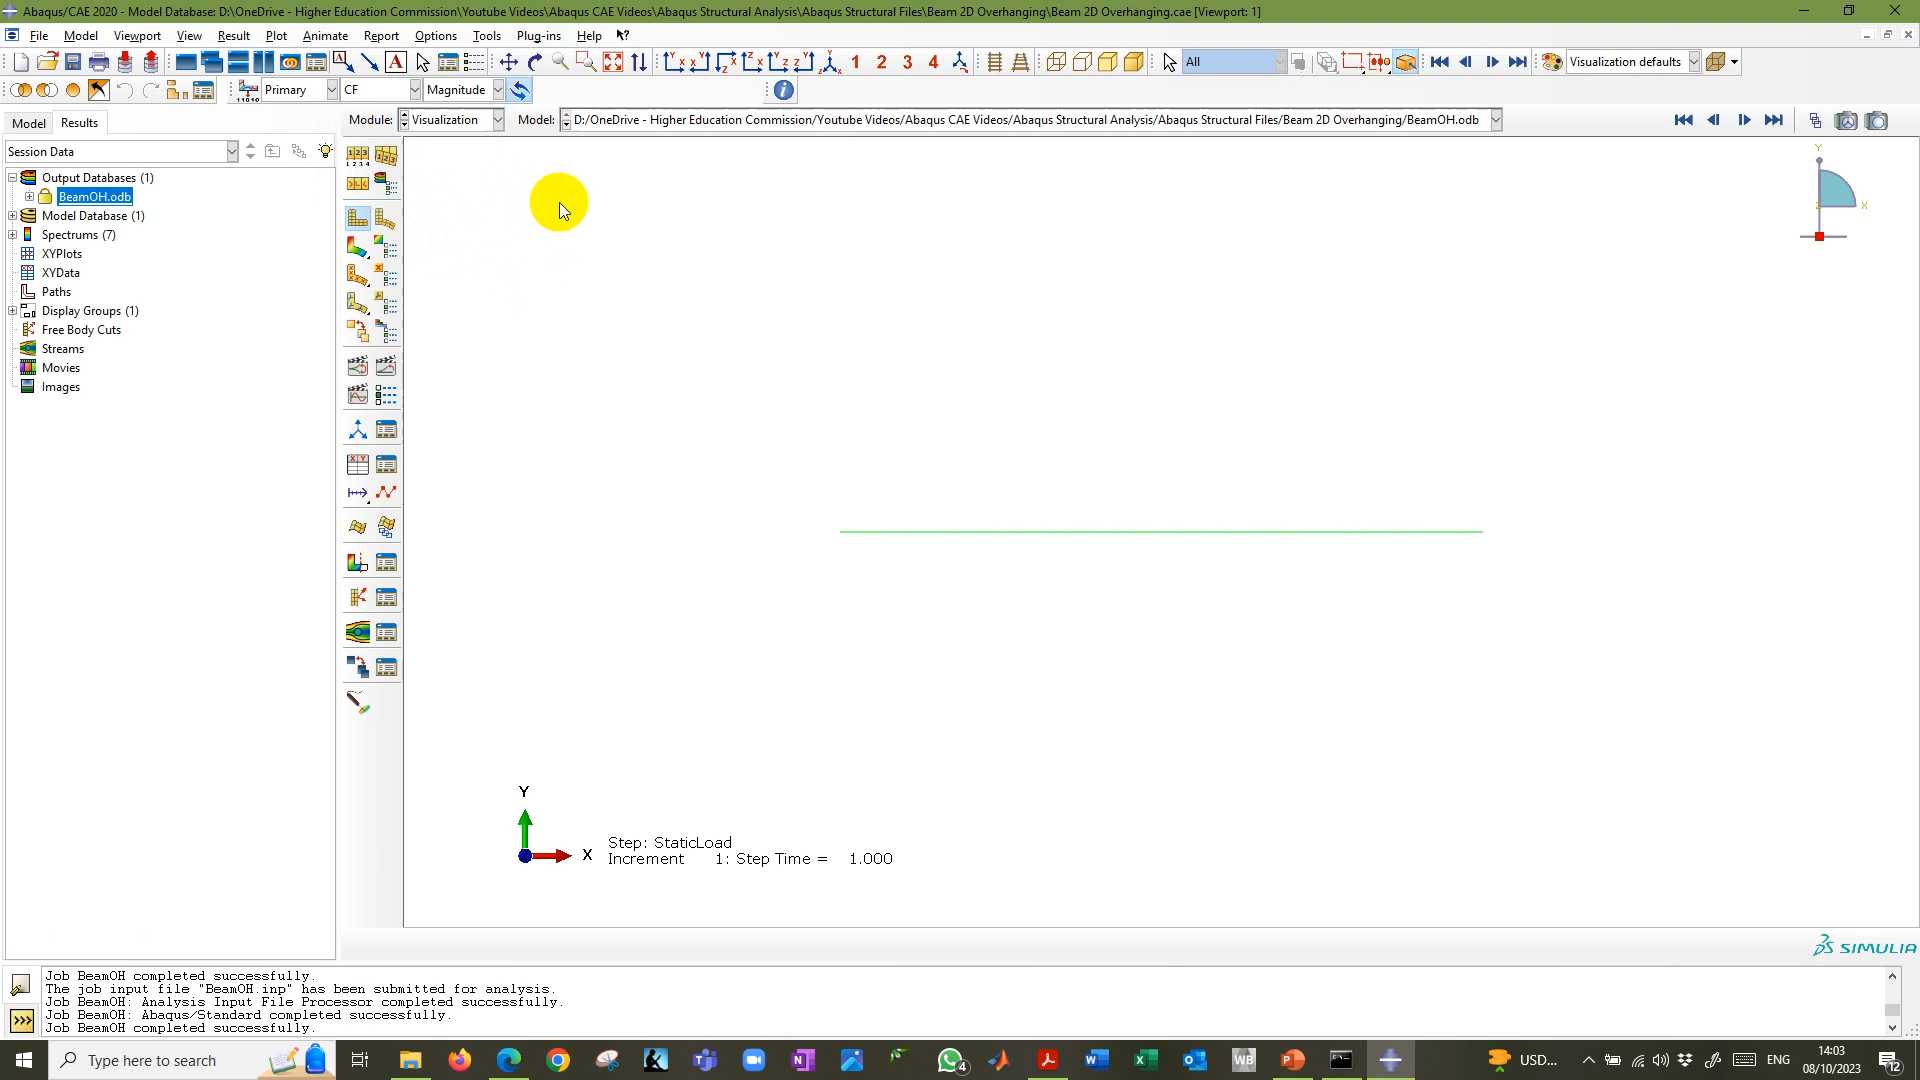 Abaqus/CAE 2020 - Model Database: D:\OneDrive - Higher Education Commission\Youtube Videos\Abaqus CAE Videos\Abaqus Structural Analysis\Abaqus Structural Files\Beam 2D Overhanging\Beam 2D Overhanging.cae [Viewport: 1]
File Model Viewport View Result Plot Animate Report Options Tools Plug-ins Help
1 2 3 4 All Visualization defaults
Primary CF Magnitude
Model Results Module: Visualization Model: D:/OneDrive - Higher Education Commission/Youtube Videos/Abaqus CAE Videos/Abaqus Structural Analysis/Abaqus Structural Files/Beam 2D Overhanging/BeamOH.odb
Session Data
Output Databases (1)
BeamOH.odb
Model Database (1)
Spectrums (7)
XYPlots
XYData
Paths
Display Groups (1)
Free Body Cuts
Streams
Movies
Images
Y
X
Y
X
Step: StaticLoad
Increment 1: Step Time = 1.000
SIMULIA
Job BeamOH completed successfully.
The job input file "BeamOH.inp" has been submitted for analysis.
Job BeamOH: Analysis Input File Processor completed successfully.
Job BeamOH: Abaqus/Standard completed successfully.
Job BeamOH completed successfully.
Type here to search
USD...
ENG
14:03
08/10/2023
12